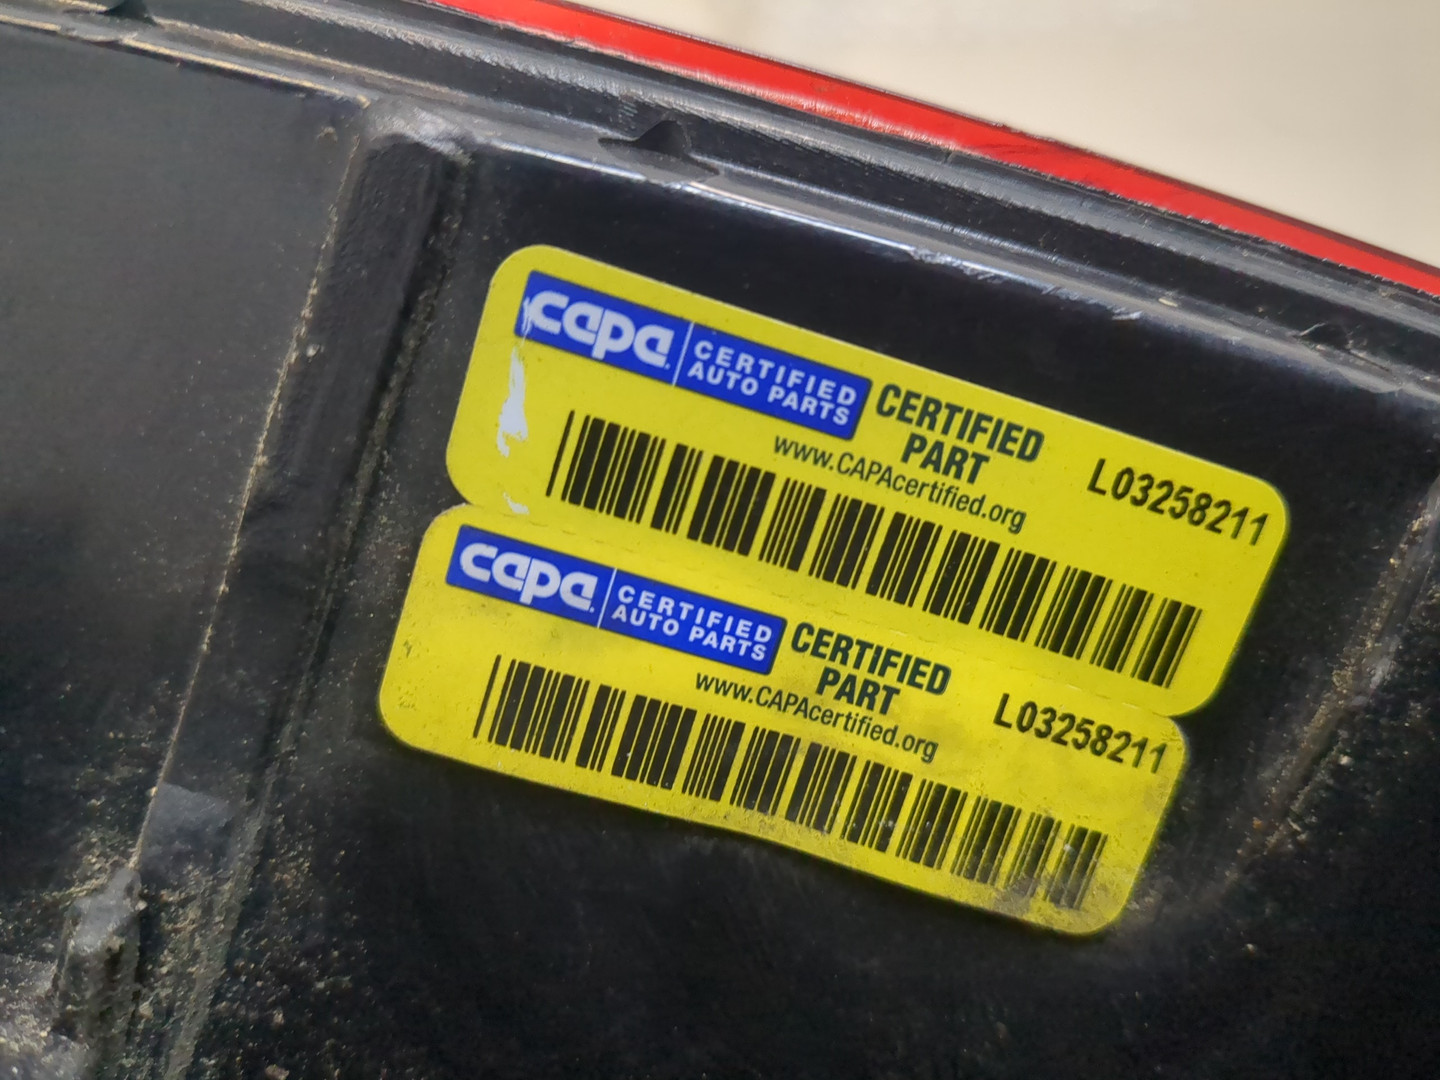 capa CERTIFIED
AUTO PARTS
CERTIFIED
PART
www.CAPAcertified.org
L03258211
capa CERTIFIED
AUTO PARTS
CERTIFIED
PART
www.CAPAcertified.org
L03258211